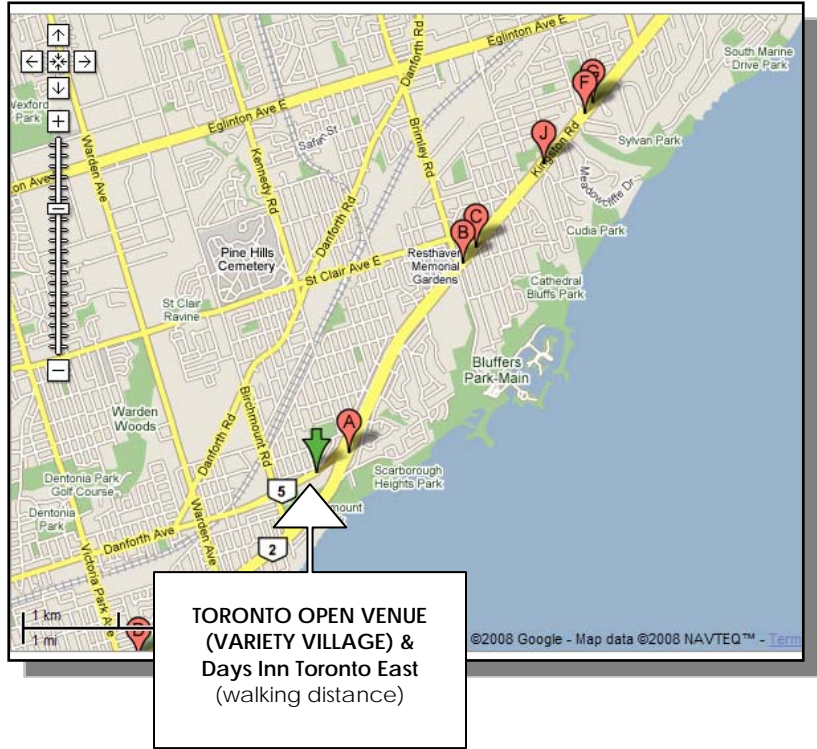 Danforth Rd
Eglinton Ave E
South Marine
Drive Park
F
Wexford
Park
Warden Ave
Eglinton Ave E
Safin St
Kennedy Rd
Brimley Rd
J
Kingston Rd
Sylvan Park
Meadowcliffe Dr
Danforth Rd
Pine Hills
Cemetery
St Clair Ave E
B
C
Resthaven
Memorial
Gardens
Cudia Park
Cathedral
Bluffs Park
St Clair
Ravine
Bluffers
Park-Main
Warden
Woods
Birchmount Rd
Danforth Rd
A
Scarborough
Heights Park
Dentonia Park
Golf Course
5
Dentonia
Park
Danforth Ave
Warden Ave
2
Victoria Park Ave
1 km
1 mi
TORONTO OPEN VENUE
(VARIETY VILLAGE) &
Days Inn Toronto East
(walking distance)
©2008 Google - Map data ©2008 NAVTEQ™ - Term